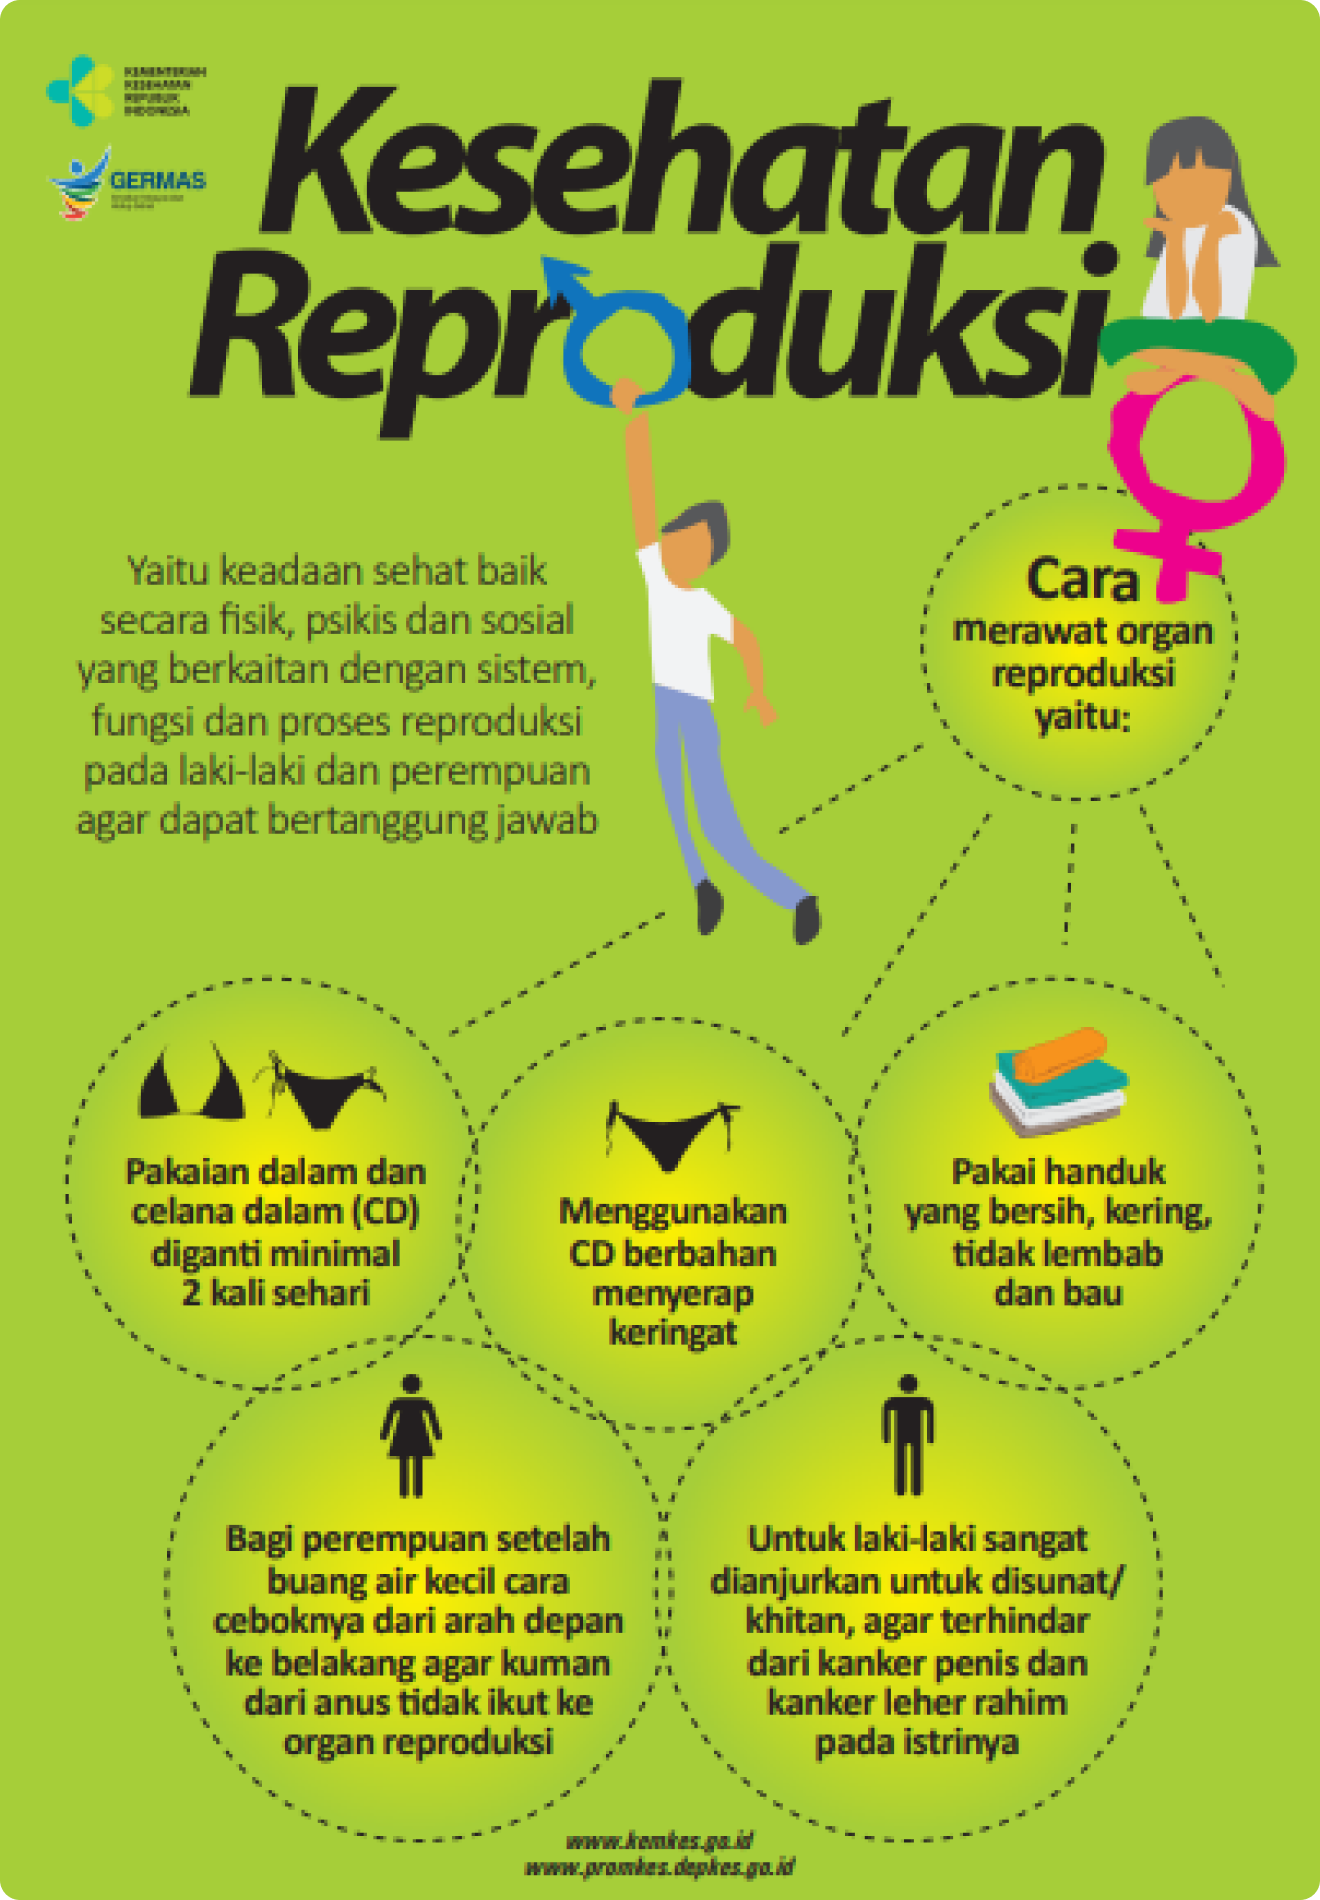 KEMENTERIAN
KESEHATAN
REPUBLIK
INDONESIA
GERMAS
Kesehatan
Reproduksi
Yaitu keadaan sehat baik
secara fisik, psikis dan sosial
yang berkaitan dengan sistem,
fungsi dan proses reproduksi
pada laki-laki dan perempuan
agar dapat bertanggung jawab
Cara
merawat organ
reproduksi
yaitu:
Pakaian dalam dan
celana dalam (CD)
diganti minimal
2 kali sehari
Menggunakan
CD berbahan
menyerap
keringat
Pakai handuk
yang bersih, kering,
tidak lembab
dan bau
Bagi perempuan setelah
buang air kecil cara
ceboknya dari arah depan
ke belakang agar kuman
dari anus tidak ikut ke
organ reproduksi
Untuk laki-laki sangat
dianjurkan untuk disunat/
khitan, agar terhindar
dari kanker penis dan
kanker leher rahim
pada istrinya
www.kemkes.go.id
www.promkes.depkes.go.id